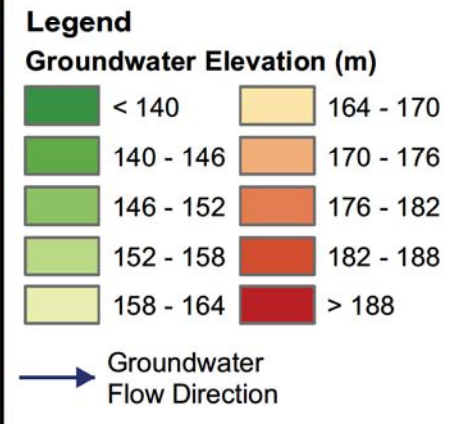 Legend
Groundwater Elevation (m)
< 140
140 - 146
146 - 152
152 - 158
158 - 164
164 - 170
170 - 176
176 - 182
182 - 188
> 188
Groundwater
Flow Direction